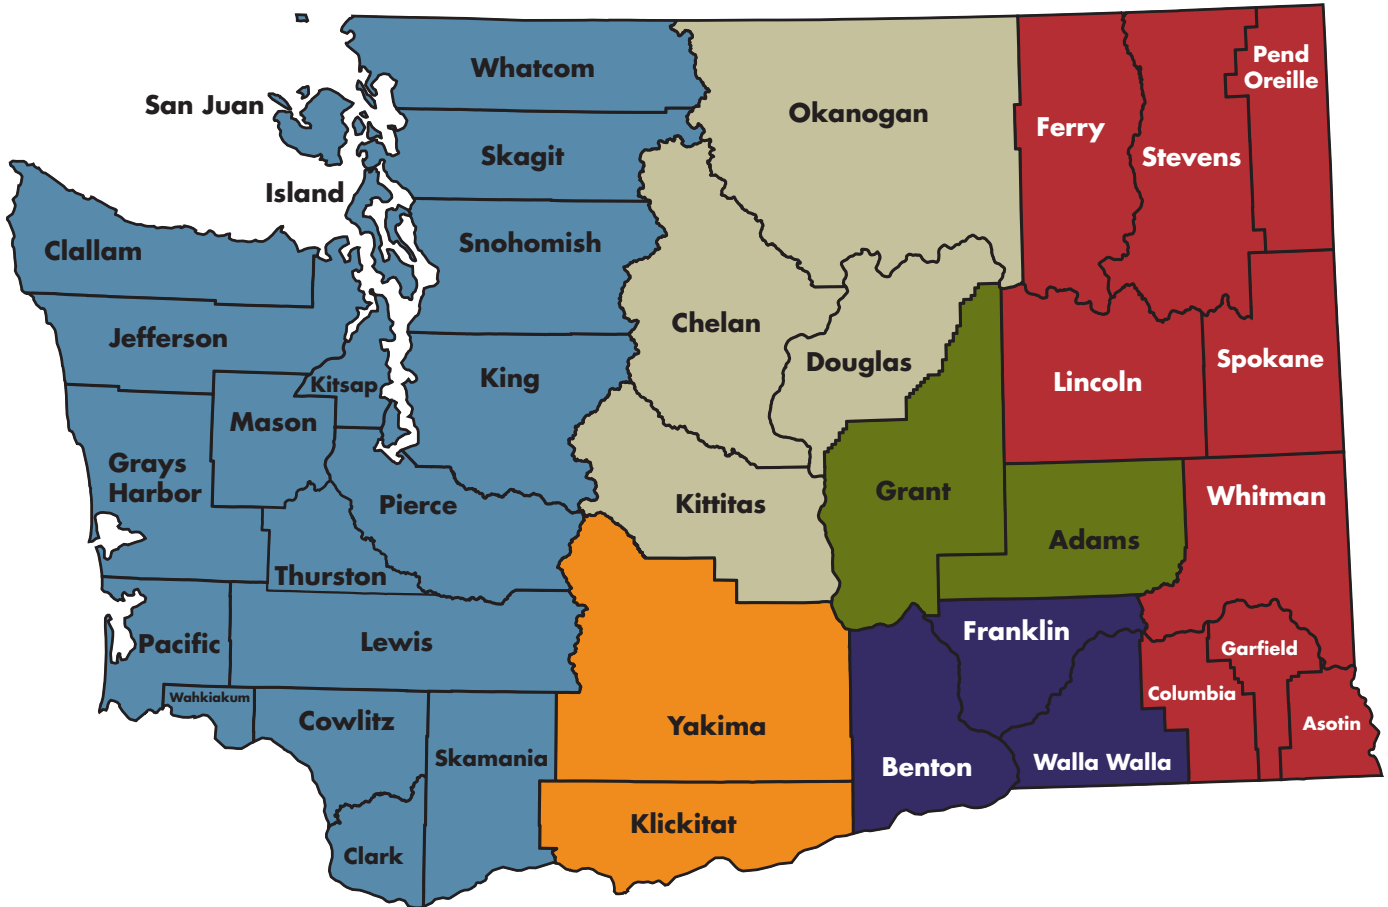 Whatcom
Pend
Oreille
San Juan
Okanogan
Ferry
Skagit
Stevens
Island
Snohomish
Clallam
Chelan
Jefferson
Douglas
Spokane
King
Kitsap
Lincoln
Mason
Grays
Harbor
Grant
Whitman
Pierce
Kittitas
Adams
Thurston
Franklin
Lewis
Pacific
Garfield
Wahkiakum
Columbia
Cowlitz
Yakima
Asotin
Skamania
Benton
Walla Walla
Klickitat
Clark